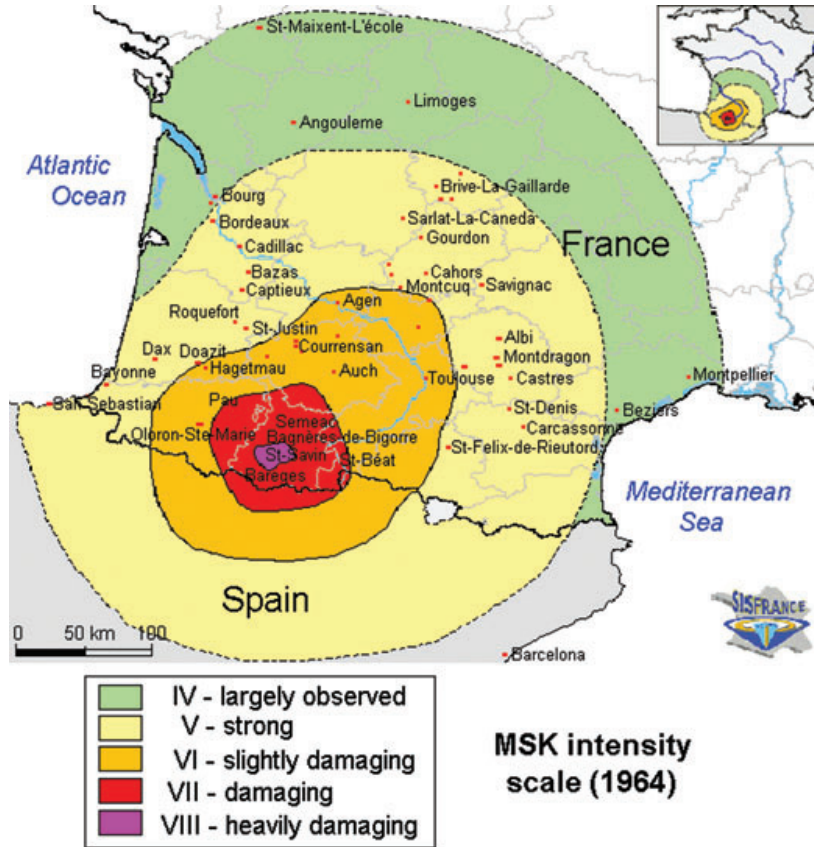 St-Maixent-L'école
Limoges
Angouleme
Atlantic
Ocean
Bourg
Brive-La-Gaillarde
Bordeaux
Sarlat-La-Caneda
Gourdon
France
Cadillac
Bazas
Cahors
Captieux
Montcuq
Savignac
Agen
Roquefort
St-Justin
Albi
Courrensan
Dax
Doazit
Montdragon
Hagetmau
Auch
Toulouse
Castres
Montpellier
Bayonne
San Sebastian
Pau
St-Denis
Beziers
Semeac
Carcassonne
Oloron-Ste-Marie
Bagnères-de-Bigorre
St-Felix-de-Rieutord
St-Savin
St-Béat
Bareges
Mediterranean
Sea
Spain
SISFRANCE
0 50 km 100
Barcelona
IV - largely observed
V - strong
VI - slightly damaging
VII - damaging
VIII - heavily damaging
MSK intensity
scale (1964)